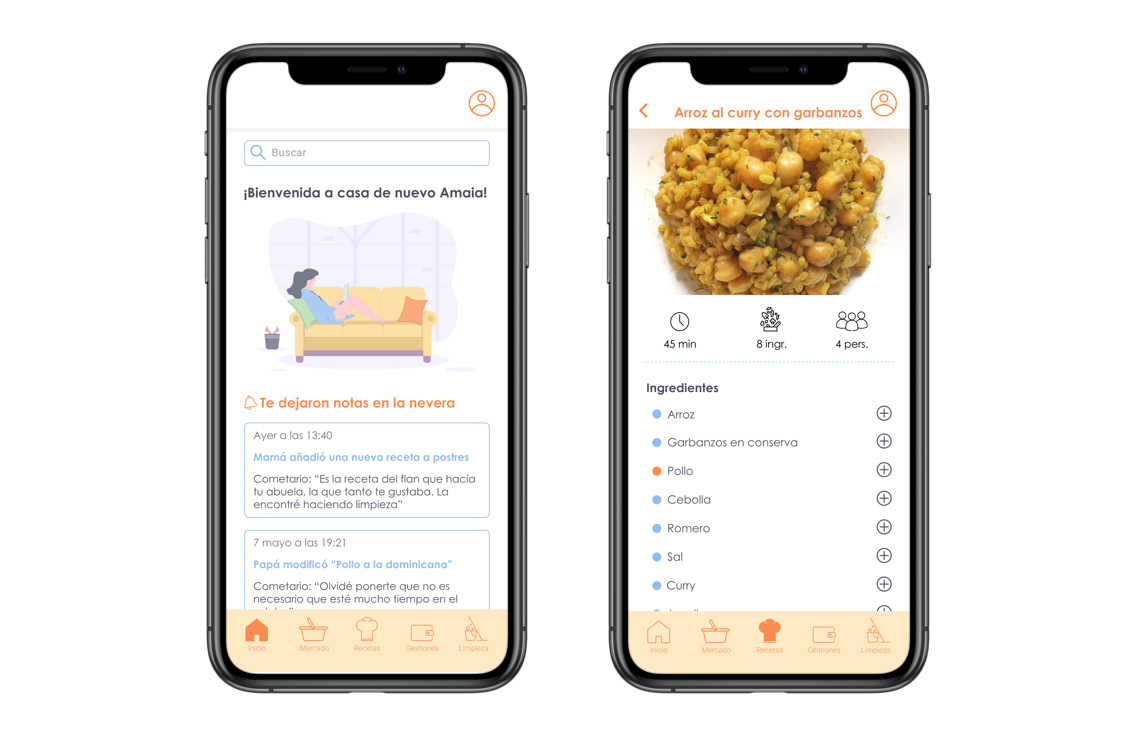 Buscar
¡Bienvenida a casa de nuevo Amaia!
Te dejaron notas en la nevera
Ayer a las 13:40
Mamá añadió una nueva receta a postres
Cometario: “Es la receta del flan que hacía
tu abuela, la que tanto te gustaba. La
encontré haciendo limpieza”
7 mayo a las 19:21
Papá modificó “Pollo a la dominicana”
Cometario: “Olvidé ponerte que no es
necesario que esté mucho tiempo en el
Inicio
Mercado
Recetas
Gestiones
Limpieza
Arroz al curry con garbanzos
45 min
8 ingr.
4 pers.
Ingredientes
Arroz
Garbanzos en conserva
Pollo
Cebolla
Romero
Sal
Curry
Inicio
Mercado
Recetas
Gestiones
Limpieza